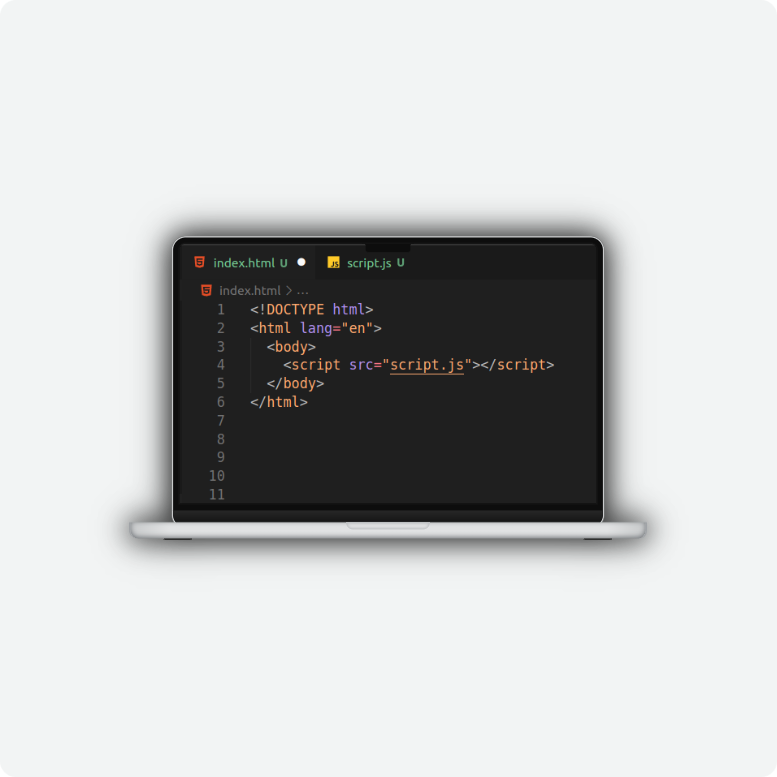 index.html U ● JS script.js U
index.html > ...
1 <!DOCTYPE html>
2 <html lang="en">
3 <body>
4 <script src="script.js"></script>
5 </body>
6 </html>
7
8
9
10
11